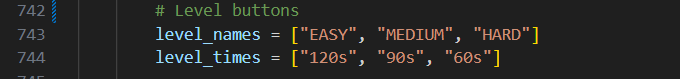 742 # Level buttons
743 level_names = ["EASY", "MEDIUM", "HARD"]
744 level_times = ["120s", "90s", "60s"]